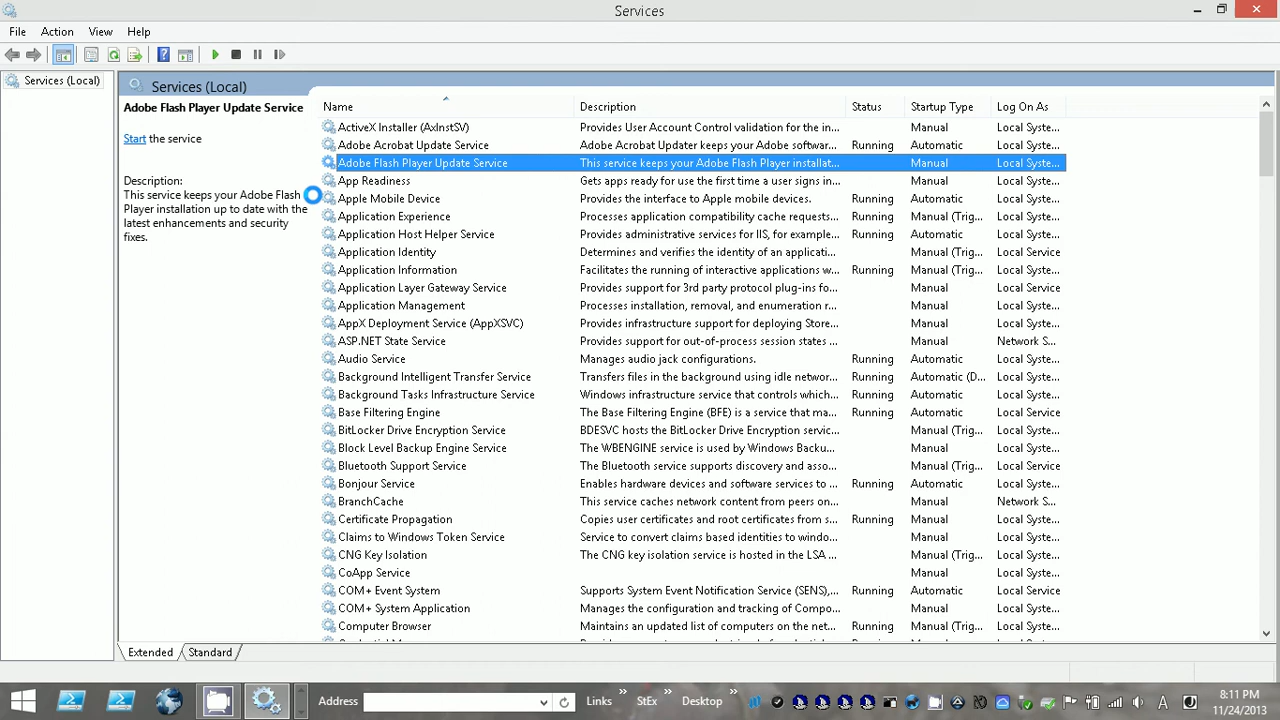 Services
File Action View Help
Services (Local)
Services (Local)
Adobe Flash Player Update Service
Start the service
Description:
This service keeps your Adobe Flash
Player installation up to date with the
latest enhancements and security
fixes.
Name Description Status Startup Type Log On As
ActiveX Installer (AxInstSV) Provides User Account Control validation for the in... Manual Local Syste...
Adobe Acrobat Update Service Adobe Acrobat Updater keeps your Adobe softwar... Running Automatic Local Syste...
Adobe Flash Player Update Service This service keeps your Adobe Flash Player installat... Manual Local Syste...
App Readiness Gets apps ready for use the first time a user signs in... Manual Local Syste...
Apple Mobile Device Provides the interface to Apple mobile devices. Running Automatic Local Syste...
Application Experience Processes application compatibility cache requests... Running Manual (Trig... Local Syste...
Application Host Helper Service Provides administrative services for IIS, for example... Running Automatic Local Syste...
Application Identity Determines and verifies the identity of an applicati... Manual (Trig... Local Service
Application Information Facilitates the running of interactive applications w... Running Manual (Trig... Local Syste...
Application Layer Gateway Service Provides support for 3rd party protocol plug-ins fo... Manual Local Service
Application Management Processes installation, removal, and enumeration r... Manual Local Syste...
AppX Deployment Service (AppXSVC) Provides infrastructure support for deploying Store... Manual Local Syste...
ASP.NET State Service Provides support for out-of-process session states ... Manual Network S...
Audio Service Manages audio jack configurations. Running Automatic Local Syste...
Background Intelligent Transfer Service Transfers files in the background using idle networ... Running Automatic (D... Local Syste...
Background Tasks Infrastructure Service Windows infrastructure service that controls which... Running Automatic Local Syste...
Base Filtering Engine The Base Filtering Engine (BFE) is a service that ma... Running Automatic Local Service
BitLocker Drive Encryption Service BDESVC hosts the BitLocker Drive Encryption servic... Manual (Trig... Local Syste...
Block Level Backup Engine Service The WBENGINE service is used by Windows Backu... Manual Local Syste...
Bluetooth Support Service The Bluetooth service supports discovery and asso... Manual (Trig... Local Service
Bonjour Service Enables hardware devices and software services to ... Running Automatic Local Syste...
BranchCache This service caches network content from peers on... Manual Network S...
Certificate Propagation Copies user certificates and root certificates from s... Running Manual Local Syste...
Claims to Windows Token Service Service to convert claims based identities to windo... Manual Local Syste...
CNG Key Isolation The CNG key isolation service is hosted in the LSA ... Manual (Trig... Local Syste...
CoApp Service Manual Local Syste...
COM+ Event System Supports System Event Notification Service (SENS),... Running Automatic Local Service
COM+ System Application Manages the configuration and tracking of Compo... Manual Local Syste...
Computer Browser Maintains an updated list of computers on the net... Running Manual (Trig... Local Syste...
Extended Standard
Address Links » StEx Desktop » A 8:11 PM
11/24/2013